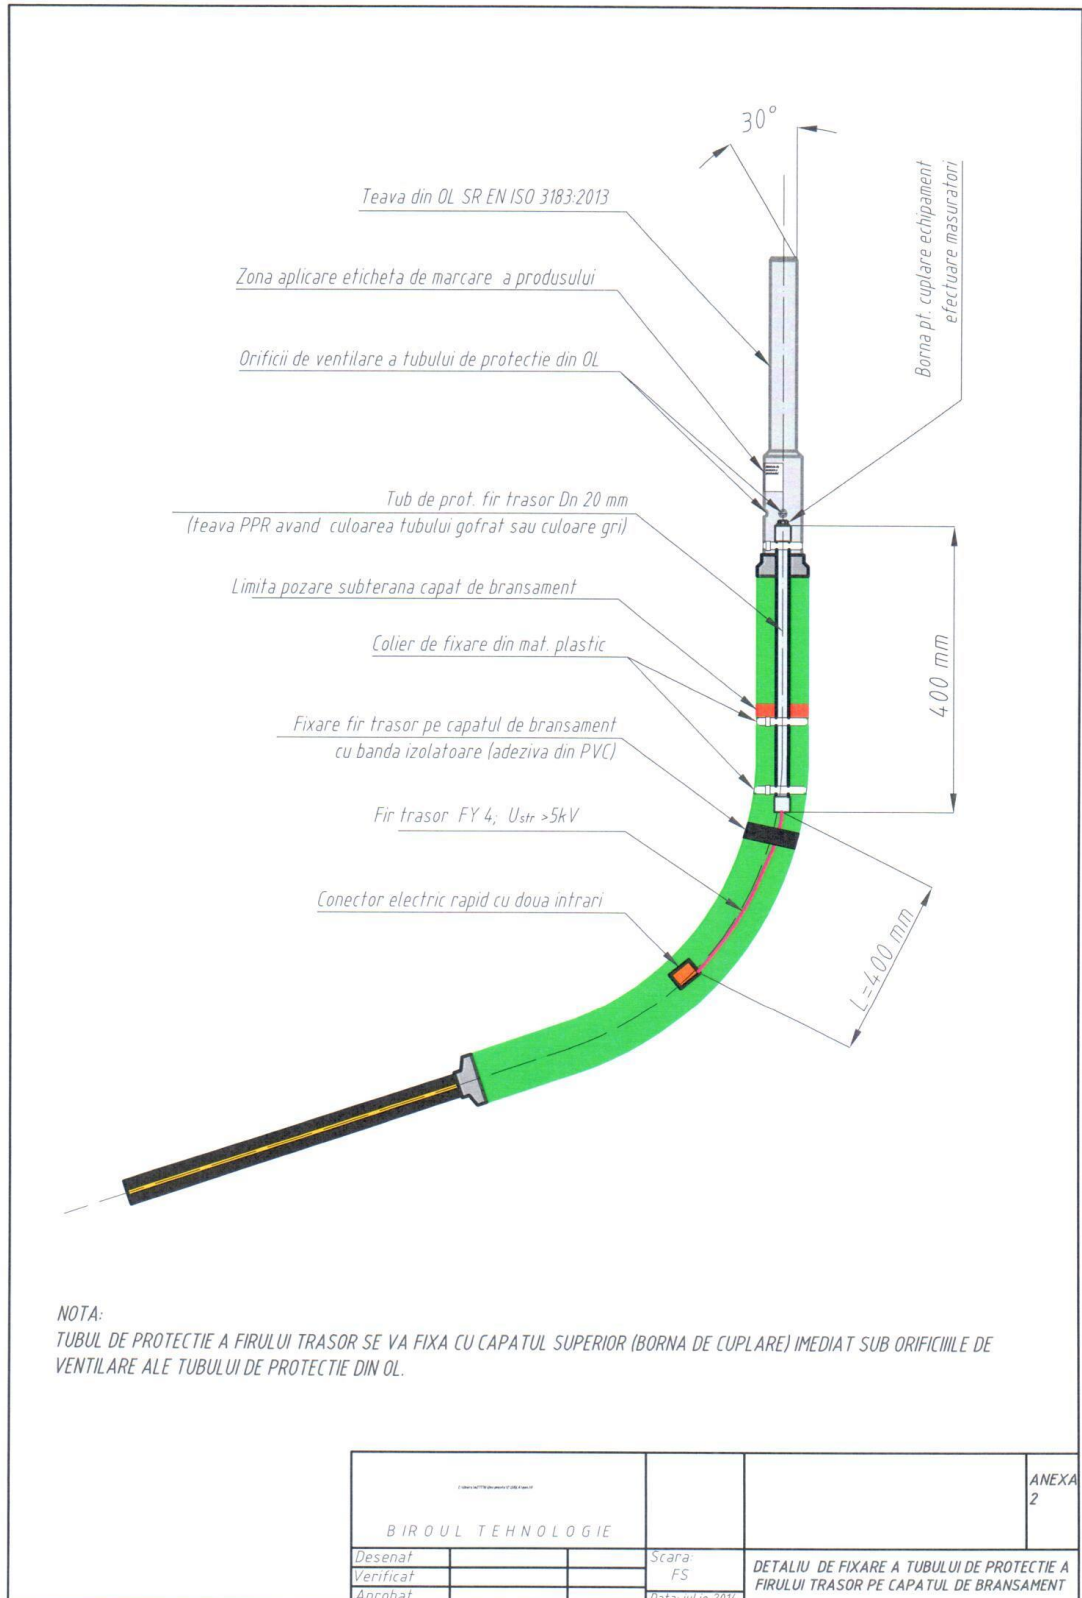 30°
Teava din OL SR EN ISO 3183:2013
Borna pt. cuplare echipament
efectuare masuratori
Zona aplicare eticheta de marcare a produsului
Orificii de ventilare a tubului de protectie din OL
Tub de prot. fir trasor Dn 20 mm
(teava PPR avand culoarea tubului gofrat sau culoare gri)
Limita pozare subterana capat de bransament
Colier de fixare din mat. plastic
400 mm
Fixare fir trasor pe capatul de bransament
cu banda izolatoare (adeziva din PVC)
Fir trasor FY 4; Ustr >5kV
Conector electric rapid cu doua intrari
L=400 mm
NOTA:
TUBUL DE PROTECTIE A FIRULUI TRASOR SE VA FIXA CU CAPATUL SUPERIOR (BORNA DE CUPLARE) IMEDIAT SUB ORIFICIIILE DE
VENTILARE ALE TUBULUI DE PROTECTIE DIN OL.
ANEXA
2
BIROUL TEHNOLOGIE
Desenat
Scara:
FS
DETALIU DE FIXARE A TUBULUI DE PROTECTIE A
FIRULUI TRASOR PE CAPATUL DE BRANSAMENT
Verificat
Aprobat
Data: iulie 2014